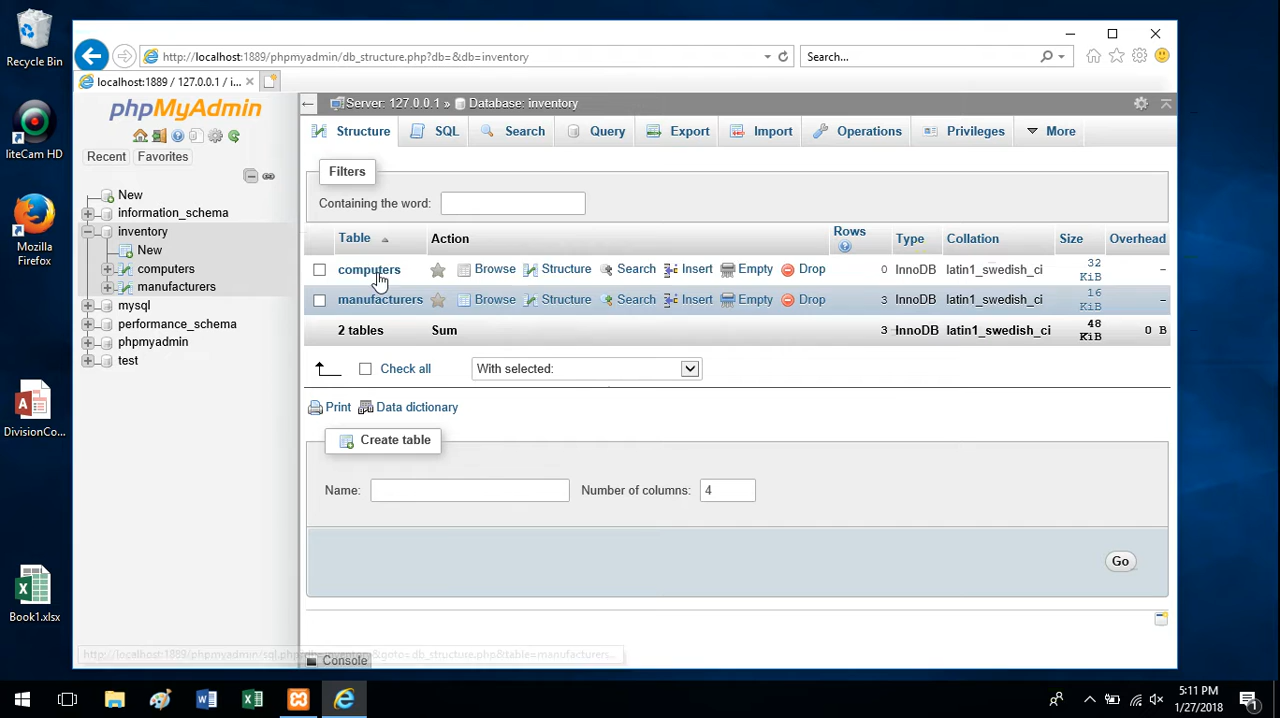 Recycle Bin
liteCam HD
Mozilla Firefox
DivisionCo...
Book1.xlsx
http://localhost:1889/phpmyadmin/db_structure.php?db=&db=inventory
Search...
localhost:1889 / 127.0.0.1 / i...
phpMyAdmin
Recent Favorites
New
information_schema
inventory
New
computers
manufacturers
mysql
performance_schema
phpmyadmin
test
Server: 127.0.0.1 » Database: inventory
Structure SQL Search Query Export Import Operations Privileges More
Filters
Containing the word:
Table Action Rows Type Collation Size Overhead
computers Browse Structure Search Insert Empty Drop 0 InnoDB latin1_swedish_ci 32 KiB –
manufacturers Browse Structure Search Insert Empty Drop 3 InnoDB latin1_swedish_ci 16 KiB –
2 tables Sum 3 InnoDB latin1_swedish_ci 48 KiB 0 B
Check all With selected:
Print Data dictionary
Create table
Name: Number of columns: 4
Go
Console
5:11 PM
1/27/2018
1